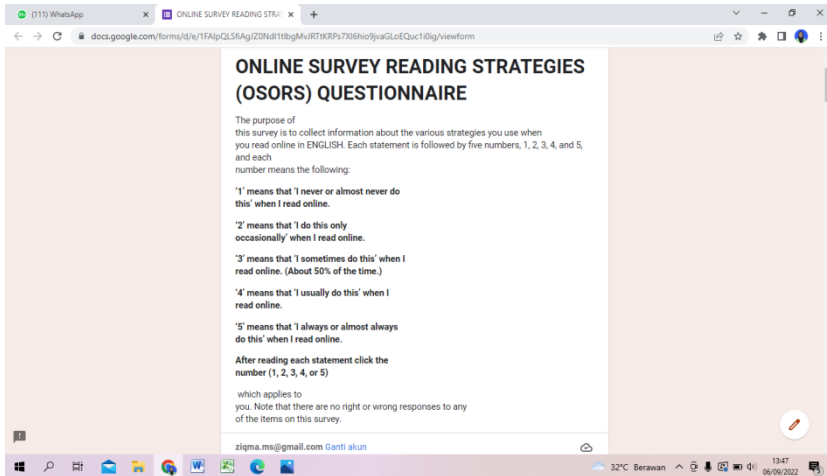 (111) WhatsApp
ONLINE SURVEY READING STRA
docs.google.com/forms/d/e/
ONLINE SURVEY READING STRATEGIES
(OSORS) QUESTIONNAIRE
The purpose of
this survey is to collect information about the various strategies you use when
you read online in ENGLISH. Each statement is followed by five numbers, 1, 2, 3, 4, and 5,
and each
number means the following:
'1' means that 'I never or almost never do
this' when I read online.
'2' means that 'I do this only
occasionally' when I read online.
'3' means that 'I sometimes do this' when I
read online. (About 50% of the time.)
'4' means that 'I usually do this' when I
read online.
'5' means that 'I always or almost always
do this' when I read online.
After reading each statement click the
number (1, 2, 3, 4, or 5)
which applies to
you. Note that there are no right or wrong responses to any
of the items on this survey.
ziqma.ms@gmail.com Ganti akun
32°C Berawan
13:47
06/09/2022